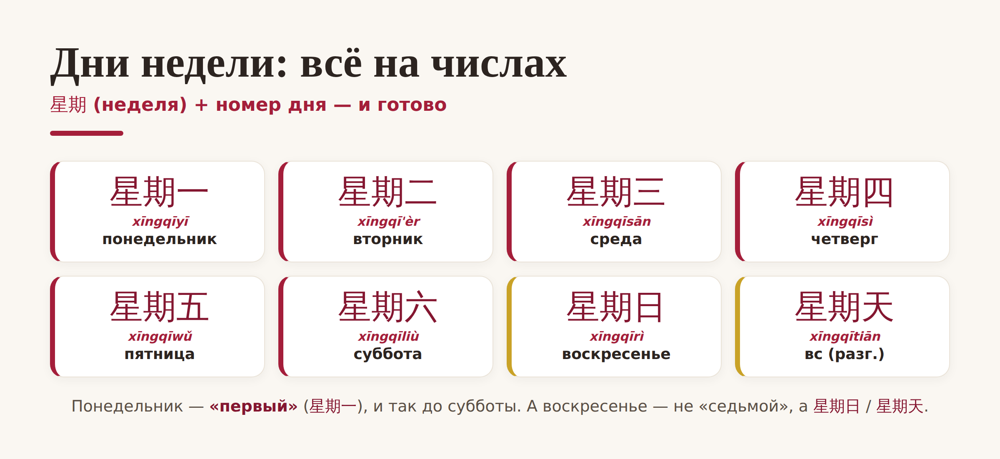 Дни недели: всё на числах
星期 (неделя) + номер дня — и готово
星期一
xīngqīyī
понедельник
星期二
xīngqī'èr
вторник
星期三
xīngqīsān
среда
星期四
xīngqīsì
четверг
星期五
xīngqīwǔ
пятница
星期六
xīngqīliù
суббота
星期日
xīngqīrì
воскресенье
星期天
xīngqītiān
вс (разг.)
Понедельник — «первый» (星期一), и так до субботы. А воскресенье — не «седьмой», а 星期日 / 星期天.